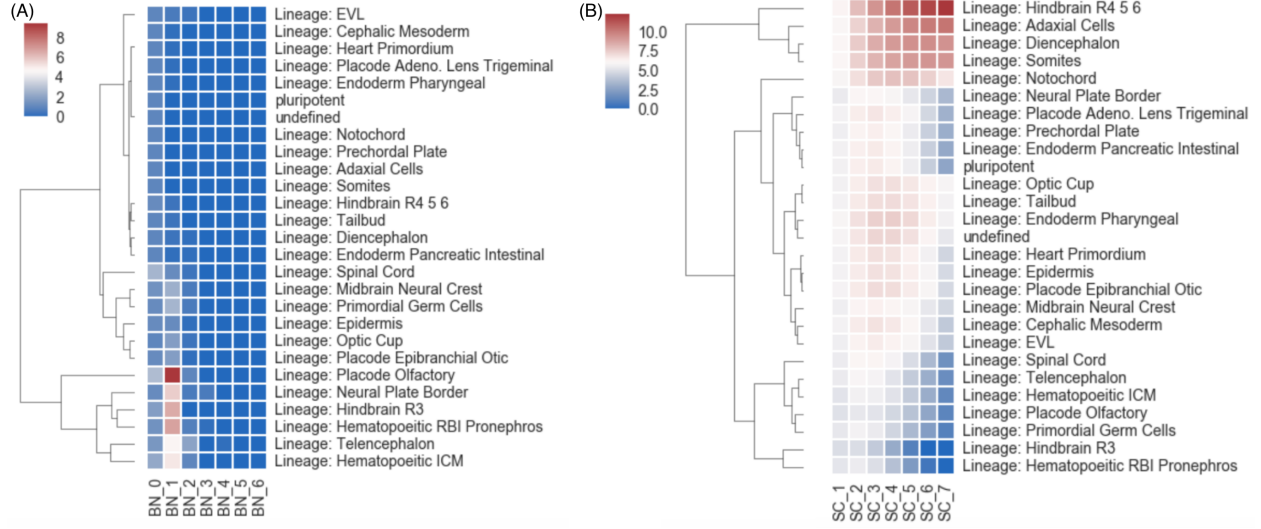 (A)
8
6
4
2
0
Lineage: EVL
Lineage: Cephalic Mesoderm
Lineage: Heart Primordium
Lineage: Placode Adeno. Lens Trigeminal
Lineage: Endoderm Pharyngeal
pluripotent
undefined
Lineage: Notochord
Lineage: Prechordal Plate
Lineage: Adaxial Cells
Lineage: Somites
Lineage: Hindbrain R4 5 6
Lineage: Tailbud
Lineage: Diencephalon
Lineage: Endoderm Pancreatic Intestinal
Lineage: Spinal Cord
Lineage: Midbrain Neural Crest
Lineage: Primordial Germ Cells
Lineage: Epidermis
Lineage: Optic Cup
Lineage: Placode Epibranchial Otic
Lineage: Placode Olfactory
Lineage: Neural Plate Border
Lineage: Hindbrain R3
Lineage: Hematopoeitic RBI Pronephros
Lineage: Telencephalon
Lineage: Hematopoeitic ICM
BN_0
BN_1
BN_2
BN_3
BN_4
BN_5
BN_6
(B)
10.0
7.5
5.0
2.5
0.0
Lineage: Hindbrain R4 5 6
Lineage: Adaxial Cells
Lineage: Diencephalon
Lineage: Somites
Lineage: Notochord
Lineage: Neural Plate Border
Lineage: Placode Adeno. Lens Trigeminal
Lineage: Prechordal Plate
Lineage: Endoderm Pancreatic Intestinal
pluripotent
Lineage: Optic Cup
Lineage: Tailbud
Lineage: Endoderm Pharyngeal
undefined
Lineage: Heart Primordium
Lineage: Epidermis
Lineage: Placode Epibranchial Otic
Lineage: Midbrain Neural Crest
Lineage: Cephalic Mesoderm
Lineage: EVL
Lineage: Spinal Cord
Lineage: Telencephalon
Lineage: Hematopoeitic ICM
Lineage: Placode Olfactory
Lineage: Primordial Germ Cells
Lineage: Hindbrain R3
Lineage: Hematopoeitic RBI Pronephros
SC_1
SC_2
SC_3
SC_4
SC_5
SC_6
SC_7